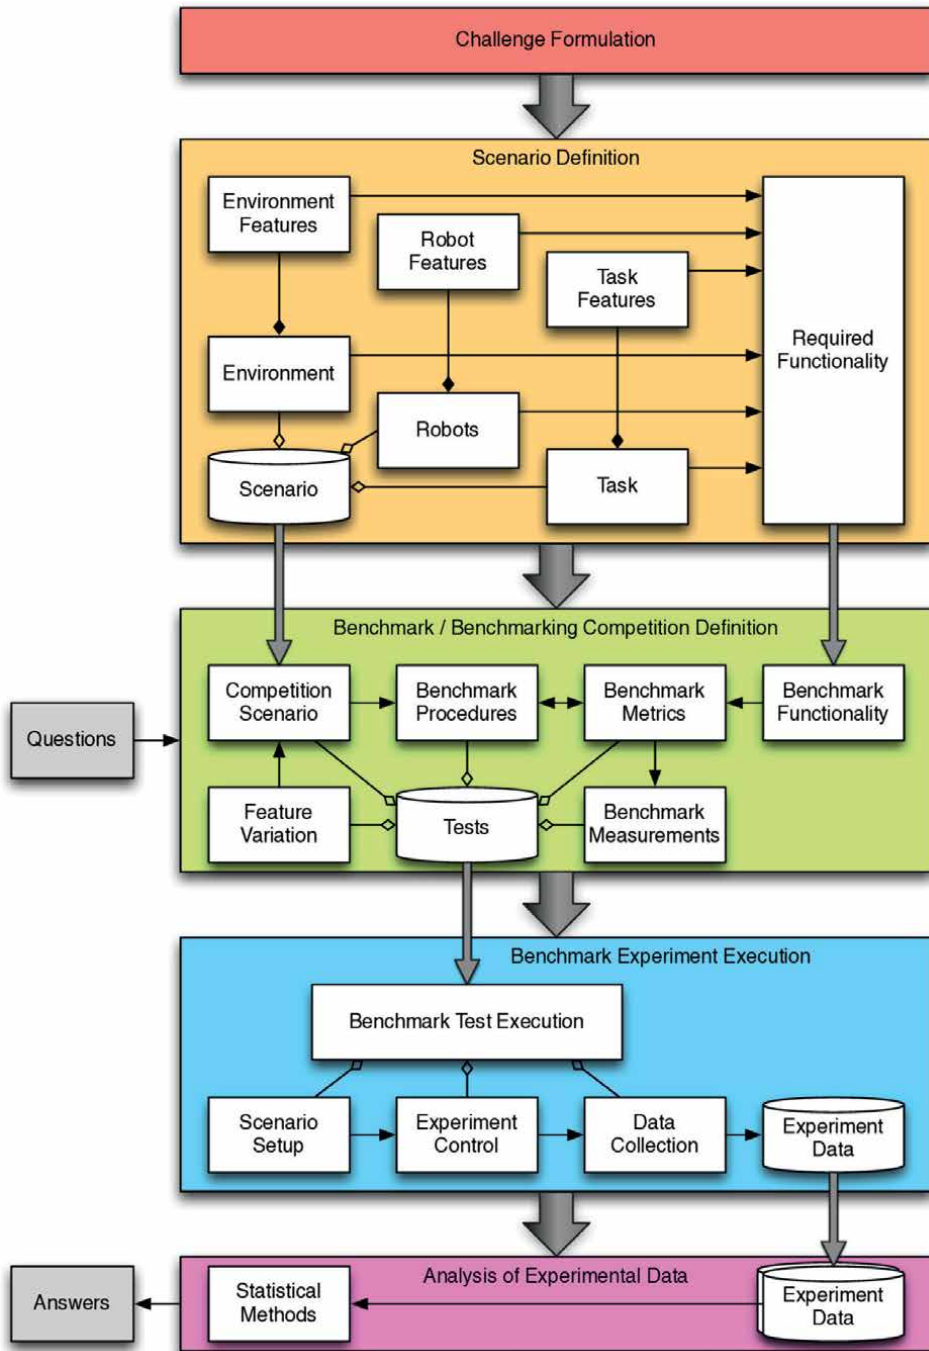 Challenge Formulation
Scenario Definition
Environment
Features
Robot
Features
Task
Features
Required
Functionality
Environment
Robots
Scenario
Task
Benchmark / Benchmarking Competition Definition
Questions
Competition
Scenario
Benchmark
Procedures
Benchmark
Metrics
Benchmark
Functionality
Feature
Variation
Tests
Benchmark
Measurements
Benchmark Experiment Execution
Benchmark Test Execution
Scenario
Setup
Experiment
Control
Data
Collection
Experiment
Data
Analysis of Experimental Data
Answers
Statistical
Methods
Experiment
Data